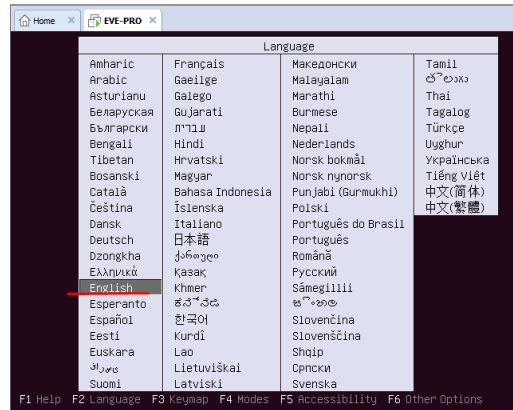 Home
EVE-PRO
Language
Amharic
Arabic
Asturianu
Беларуская
Български
Bengali
Tibetan
Bosanski
Català
Čeština
Dansk
Deutsch
Dzongkha
Ελληνικά
English
Esperanto
Español
Eesti
Euskara
Suomi
Français
Gaeilge
Galego
Gujarati
עברית
Hindi
Hrvatski
Magyar
Bahasa Indonesia
Íslenska
Italiano
日本語
ქართული
Қазақ
Khmer
ಕನ್ನಡ
한국어
Kurdî
Lao
Lietuviškai
Latviski
Македонски
Malayalam
Marathi
Burmese
Nepali
Nederlands
Norsk bokmål
Norsk nynorsk
Punjabi (Gurmukhi)
Polski
Português do Brasil
Português
Română
Русский
Sámegillii
සිංහල
Slovenčina
Slovenščina
Shqip
Српски
Svenska
Tamil
తెలుగు
Thai
Tagalog
Türkçe
Uyghur
Українська
Tiếng Việt
中文(简体)
中文(繁體)
F1 Help F2 Language F3 Keymap F4 Modes F5 Accessibility F6 Other Options